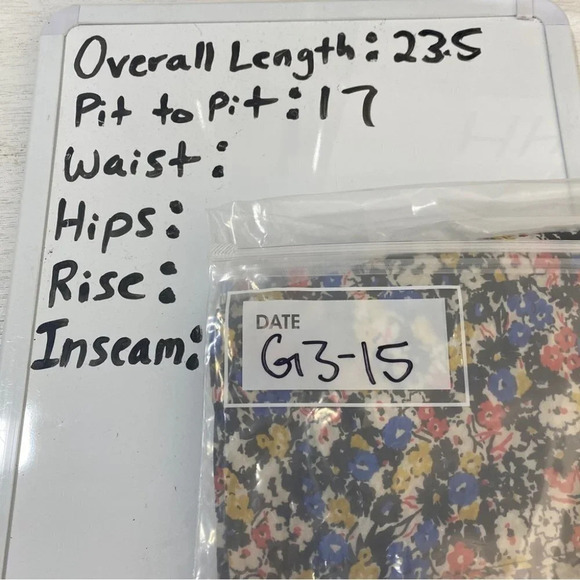 Overall Length: 23.5
Pit to Pit: 17
Waist:
Hips:
Rise:
Inseam:
DATE
G3-15